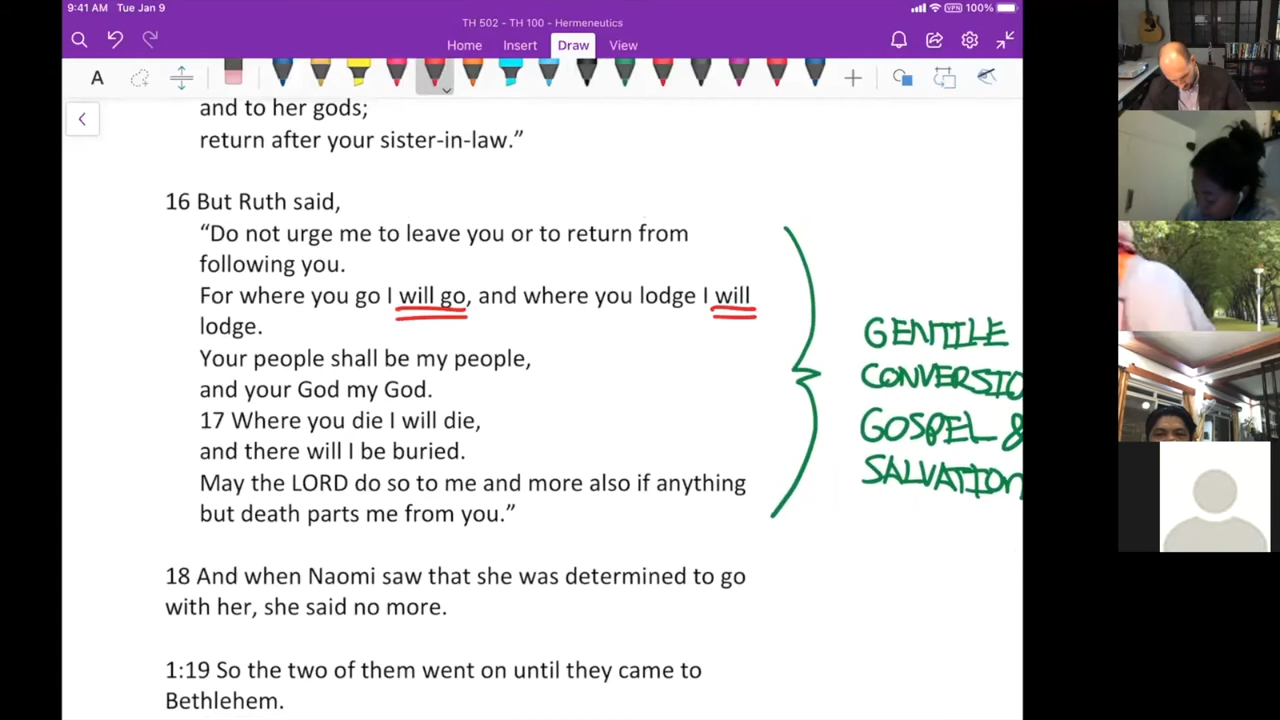 9:41 AM Tue Jan 9
VPN 100%
TH 502 - TH 100 - Hermeneutics
Home Insert Draw View
A
and to her gods;
return after your sister-in-law.”
16 But Ruth said,
“Do not urge me to leave you or to return from
following you.
For where you go I will go, and where you lodge I will
lodge.
Your people shall be my people,
and your God my God.
17 Where you die I will die,
and there will I be buried.
May the LORD do so to me and more also if anything
but death parts me from you.”
GENTILE
CONVERSIO
GOSPEL &
SALVATION
18 And when Naomi saw that she was determined to go
with her, she said no more.
1:19 So the two of them went on until they came to
Bethlehem.